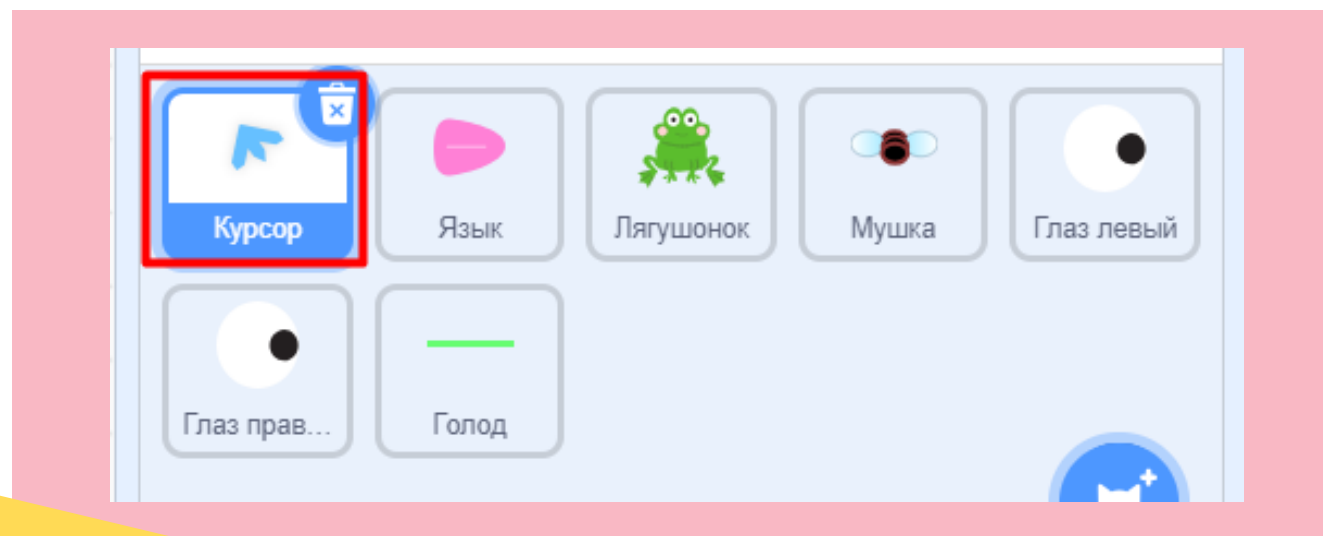 Курсор
Язык
Лягушонок
Мушка
Глаз левый
Глаз прав...
Голод